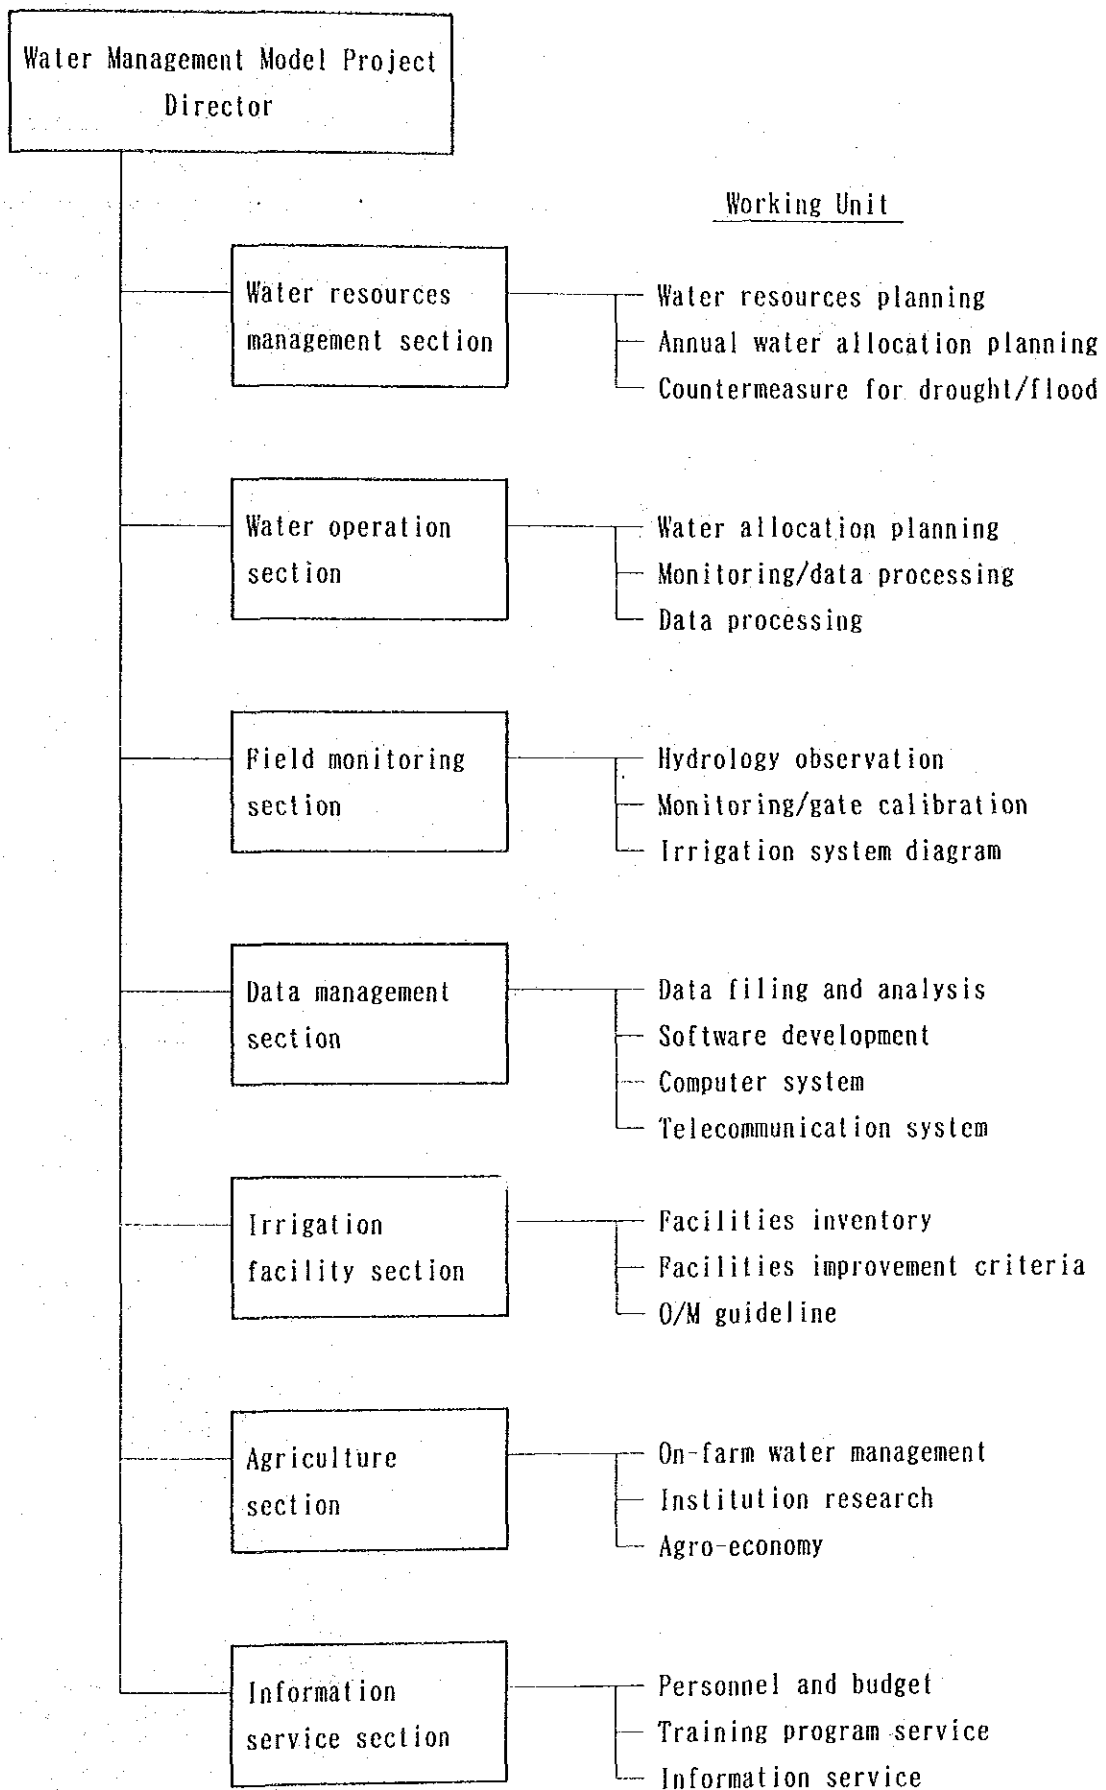 Water Management Model Project
Director
Working Unit
Water resources
management section
Water resources planning
Annual water allocation planning
Countermeasure for drought/flood
Water operation
section
Water allocation planning
Monitoring/data processing
Data processing
Field monitoring
section
Hydrology observation
Monitoring/gate calibration
Irrigation system diagram
Data management
section
Data filing and analysis
Software development
Computer system
Telecommunication system
Irrigation
facility section
Facilities inventory
Facilities improvement criteria
O/M guideline
Agriculture
section
On-farm water management
Institution research
Agro-economy
Information
service section
Personnel and budget
Training program service
Information service